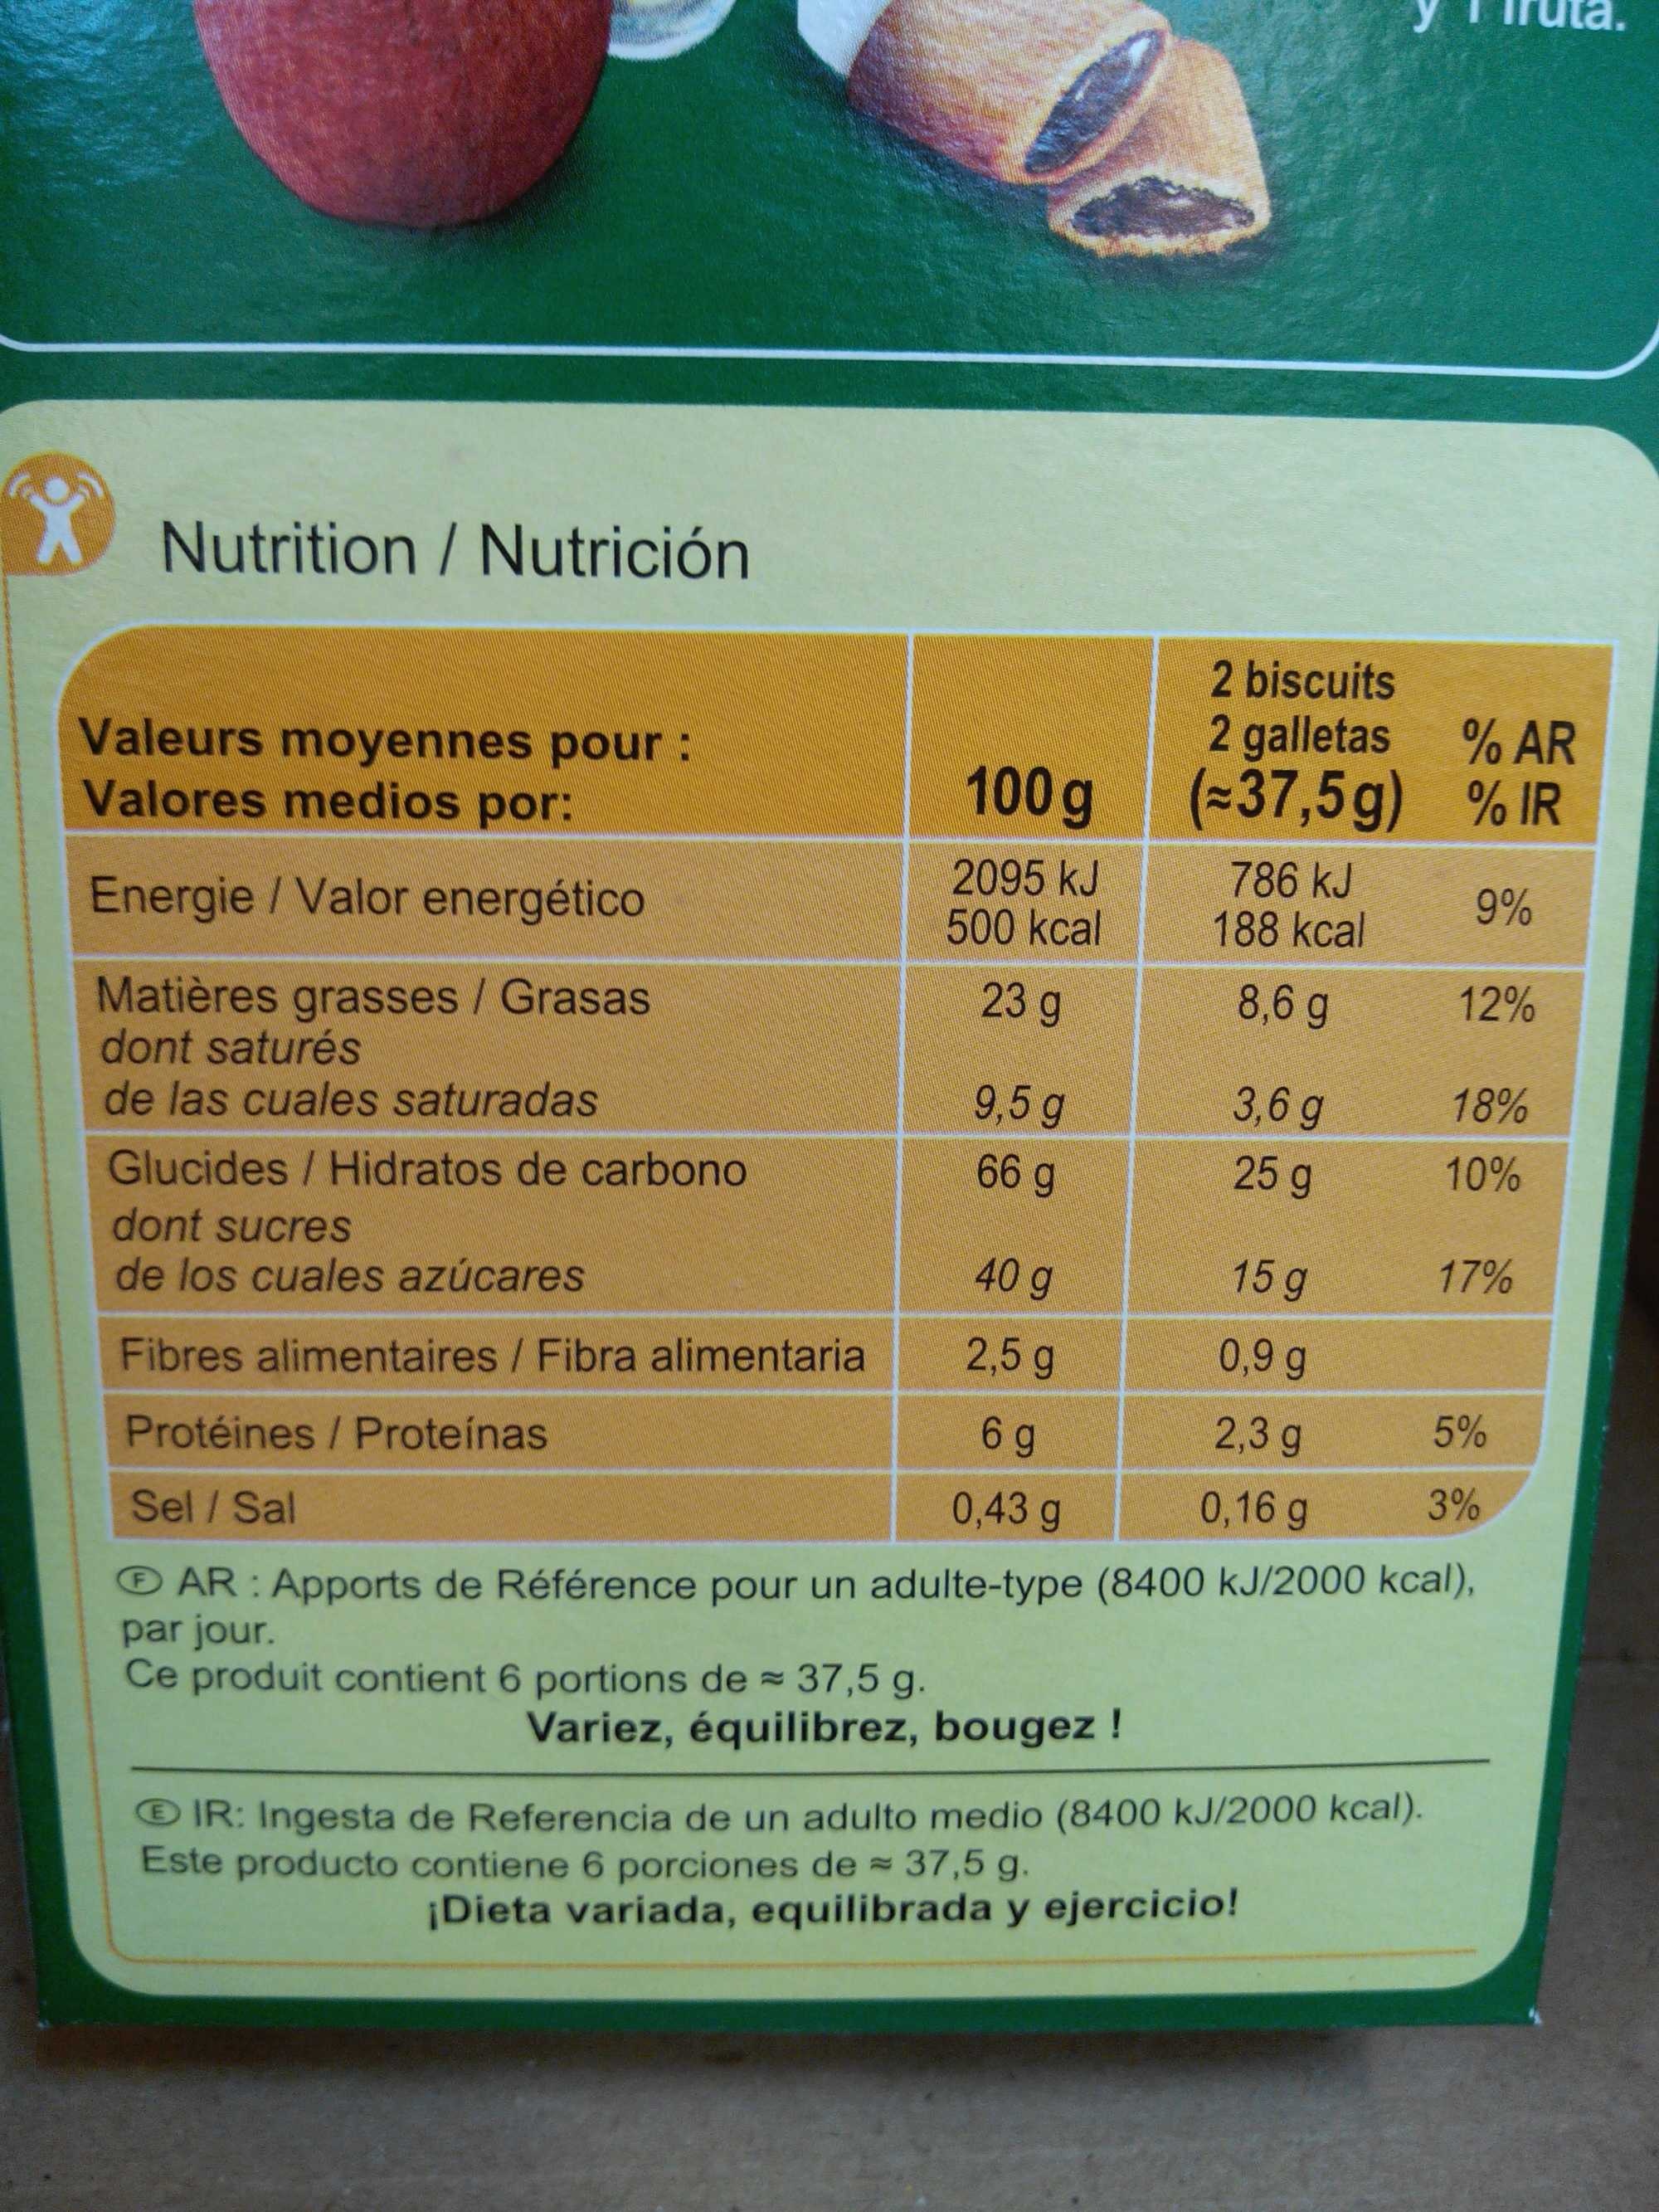 y 1 fruta.
Nutrition / Nutrición
2 biscuits
Valeurs moyennes pour : 2 galletas % AR
Valores medios por: 100 g (≈37,5 g) % IR
Energie / Valor energético 2095 kJ 786 kJ 9%
500 kcal 188 kcal
Matières grasses / Grasas 23 g 8,6 g 12%
dont saturés
de las cuales saturadas 9,5 g 3,6 g 18%
Glucides / Hidratos de carbono 66 g 25 g 10%
dont sucres
de los cuales azúcares 40 g 15 g 17%
Fibres alimentaires / Fibra alimentaria 2,5 g 0,9 g
Protéines / Proteínas 6 g 2,3 g 5%
Sel / Sal 0,43 g 0,16 g 3%
Ⓕ AR : Apports de Référence pour un adulte-type (8400 kJ/2000 kcal),
par jour.
Ce produit contient 6 portions de ≈ 37,5 g.
Variez, équilibrez, bougez !
Ⓔ IR: Ingesta de Referencia de un adulto medio (8400 kJ/2000 kcal).
Este producto contiene 6 porciones de ≈ 37,5 g.
¡Dieta variada, equilibrada y ejercicio!